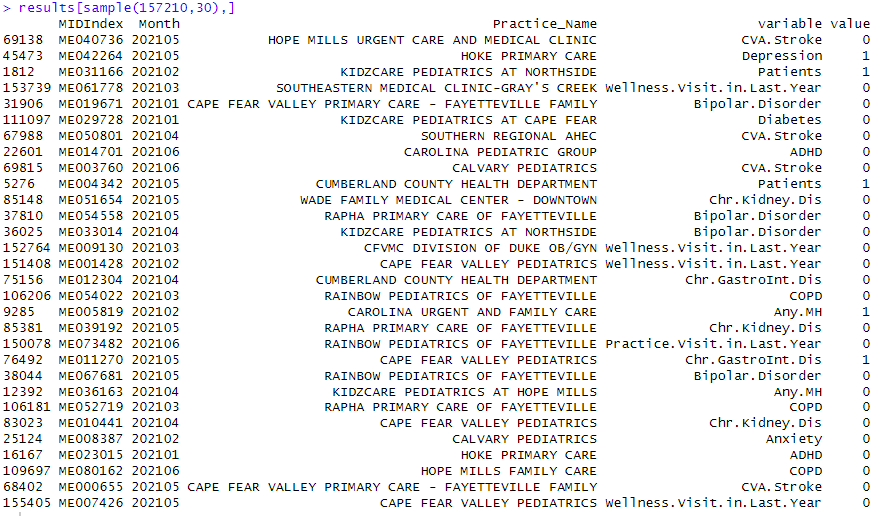 > results[sample(157210,30),]
MIDIndex Month Practice_Name variable value
69138 ME040736 202105 HOPE MILLS URGENT CARE AND MEDICAL CLINIC CVA.Stroke 0
45473 ME042264 202105 HOKE PRIMARY CARE Depression 1
1812 ME031166 202102 KIDZCARE PEDIATRICS AT NORTHSIDE Patients 1
153739 ME061778 202103 SOUTHEASTERN MEDICAL CLINIC-GRAY'S CREEK Wellness.Visit.in.Last.Year 0
31906 ME019671 202101 CAPE FEAR VALLEY PRIMARY CARE - FAYETTEVILLE FAMILY Bipolar.Disorder 0
111097 ME029728 202101 KIDZCARE PEDIATRICS AT CAPE FEAR Diabetes 0
67988 ME050801 202104 SOUTHERN REGIONAL AHEC CVA.Stroke 0
22601 ME014701 202106 CAROLINA PEDIATRIC GROUP ADHD 0
69815 ME003760 202106 CALVARY PEDIATRICS CVA.Stroke 0
5276 ME004342 202105 CUMBERLAND COUNTY HEALTH DEPARTMENT Patients 1
85148 ME051654 202105 WADE FAMILY MEDICAL CENTER - DOWNTOWN Chr.Kidney.Dis 0
37810 ME054558 202105 RAPHA PRIMARY CARE OF FAYETTEVILLE Bipolar.Disorder 0
36025 ME033014 202104 KIDZCARE PEDIATRICS AT NORTHSIDE Bipolar.Disorder 0
152764 ME009130 202103 CFVMC DIVISION OF DUKE OB/GYN Wellness.Visit.in.Last.Year 0
151408 ME001428 202102 CAPE FEAR VALLEY PEDIATRICS Wellness.Visit.in.Last.Year 0
75156 ME012304 202104 CUMBERLAND COUNTY HEALTH DEPARTMENT Chr.GastroInt.Dis 0
106206 ME054022 202103 RAINBOW PEDIATRICS OF FAYETTEVILLE COPD 0
9285 ME005819 202102 CAROLINA URGENT AND FAMILY CARE Any.MH 1
85381 ME039192 202105 RAPHA PRIMARY CARE OF FAYETTEVILLE Chr.Kidney.Dis 0
150078 ME073482 202106 RAINBOW PEDIATRICS OF FAYETTEVILLE Practice.Visit.in.Last.Year 0
76492 ME011270 202105 CAPE FEAR VALLEY PEDIATRICS Chr.GastroInt.Dis 1
38044 ME067681 202105 RAINBOW PEDIATRICS OF FAYETTEVILLE Bipolar.Disorder 0
12392 ME036163 202104 KIDZCARE PEDIATRICS AT HOPE MILLS Any.MH 0
106181 ME052719 202103 RAPHA PRIMARY CARE OF FAYETTEVILLE COPD 0
83023 ME010441 202104 CAPE FEAR VALLEY PEDIATRICS Chr.Kidney.Dis 0
25124 ME008387 202102 CALVARY PEDIATRICS Anxiety 0
16167 ME023015 202101 HOKE PRIMARY CARE ADHD 0
109697 ME080162 202106 HOPE MILLS FAMILY CARE COPD 0
68402 ME000655 202105 CAPE FEAR VALLEY PRIMARY CARE - FAYETTEVILLE FAMILY CVA.Stroke 0
155405 ME007426 202105 CAPE FEAR VALLEY PEDIATRICS Wellness.Visit.in.Last.Year 0